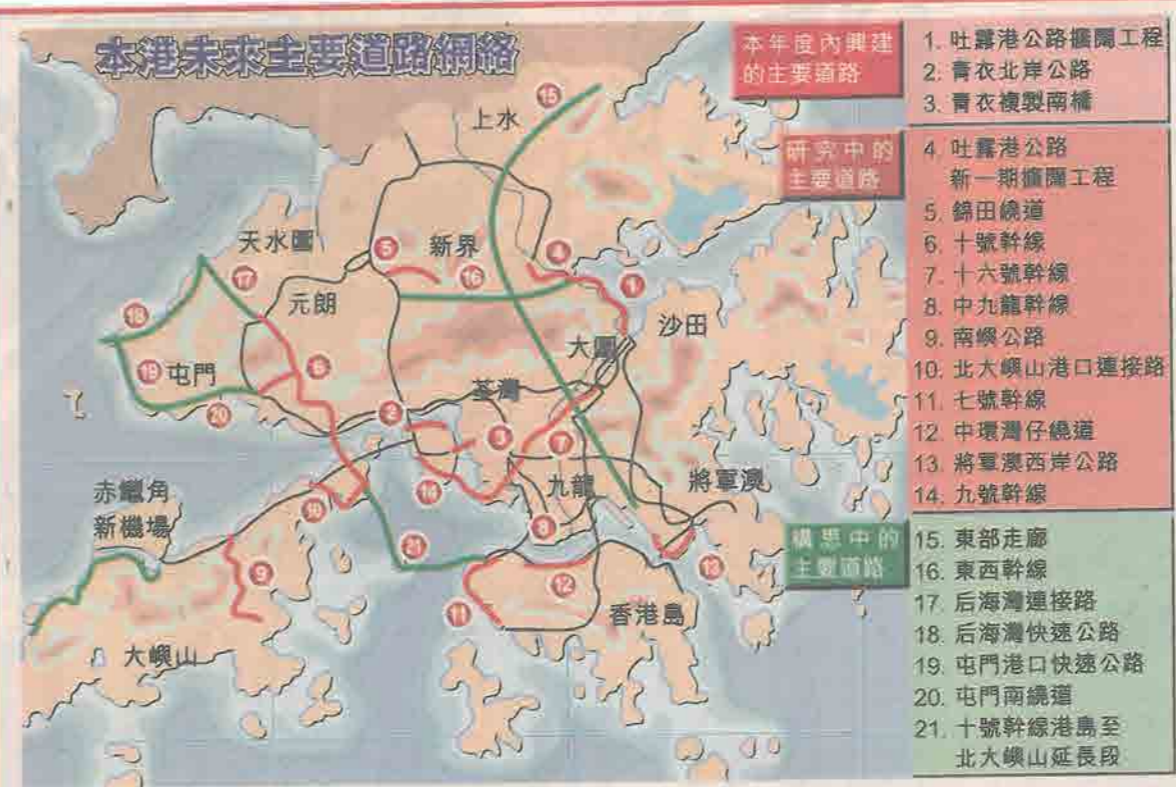 本港未來主要道路網絡
本年度內興建
的主要道路
1. 吐露港公路擴闊工程
2. 青衣北岸公路
3. 青衣複製南橋
研究中的
主要道路
4. 吐露港公路
新一期擴闊工程
5. 錦田繞道
6. 十號幹線
7. 十六號幹線
8. 中九龍幹線
9. 南嶼公路
10. 北大嶼山港口連接路
11. 七號幹線
12. 中環灣仔繞道
13. 將軍澳西岸公路
14. 九號幹線
構思中的
主要道路
15. 東部走廊
16. 東西幹線
17. 后海灣連接路
18. 后海灣快速公路
19. 屯門港口快速公路
20. 屯門南繞道
21. 十號幹線港島至
北大嶼山延長段
15
上水
天水圍
5
新界
4
17
16
1
元朗
18
沙田
大圍
19
屯門
6
荃灣
20
2
3
7
赤鱲角
新機場
10
14
九龍
將軍澳
8
21
9
12
13
11
香港島
大嶼山